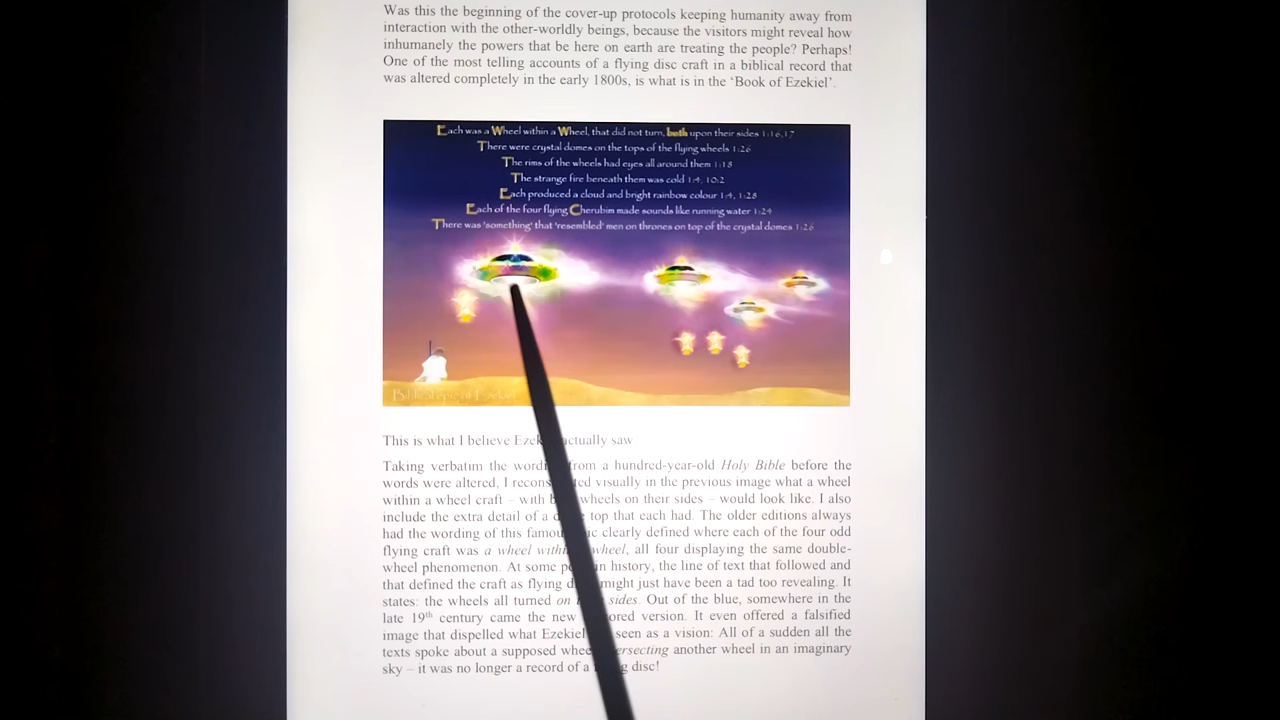 Was this the beginning of the cover-up protocols keeping humanity away from
interaction with the other-worldly beings, because the visitors might reveal how
inhumanely the powers that be here on earth are treating the people? Perhaps!
One of the most telling accounts of a flying disc craft in a biblical record that
was altered completely in the early 1800s, is what is in the ‘Book of Ezekiel’.
Each was a Wheel within a Wheel, that did not turn, both upon their sides 1:16,17
There were crystal domes on the tops of the flying wheels 1:26
The rims of the wheels had eyes all around them 1:18
The strange fire beneath them was cold 1:4, 10:2
Each produced a cloud and bright rainbow colour 1:4, 1:28
Each of the four flying Cherubim made sounds like running water 1:24
There was 'something' that 'resembled' men on thrones on top of the crystal domes 1:26
Biblical epic of Ezekiel
This is what I believe Ezek actually saw
Taking verbatim the wordi from a hundred-year-old Holy Bible before the
words were altered, I recons ted visually in the previous image what a wheel
within a wheel craft – with b wheels on their sides – would look like. I also
include the extra detail of a d top that each had. The older editions always
had the wording of this famou ic clearly defined where each of the four odd
flying craft was a wheel withi wheel, all four displaying the same double-
wheel phenomenon. At some p in history, the line of text that followed and
that defined the craft as flying d might just have been a tad too revealing. It
states: the wheels all turned on sides. Out of the blue, somewhere in the
late 19th century came the new ored version. It even offered a falsified
image that dispelled what Ezekiel seen as a vision: All of a sudden all the
texts spoke about a supposed whee ersecting another wheel in an imaginary
sky – it was no longer a record of a g disc!